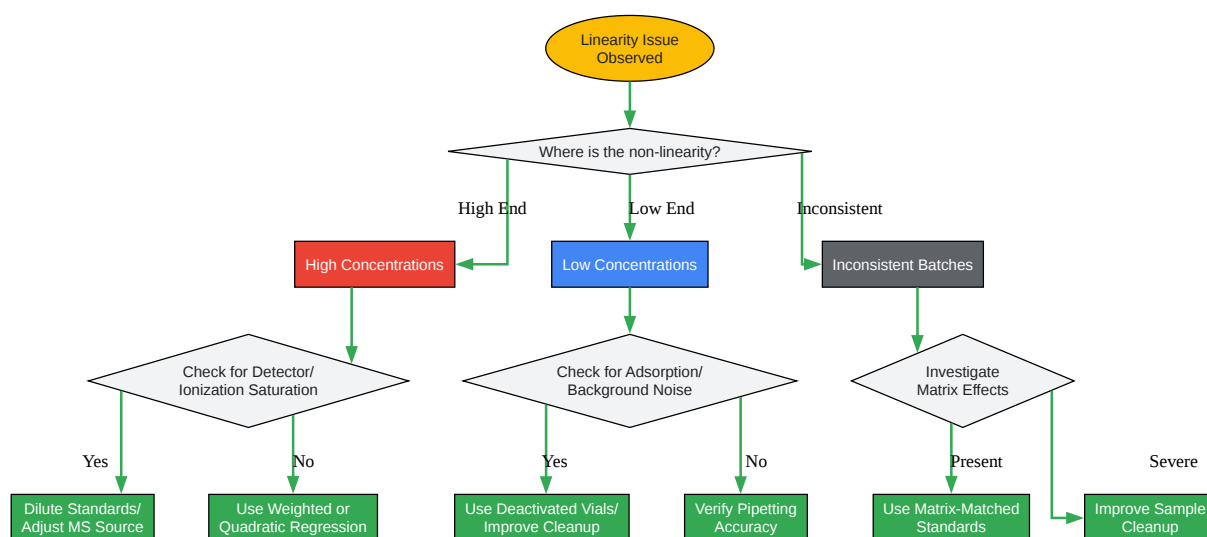 Linearity Issue
Observed
Where is the non-linearity?
High End
Low End
Inconsistent
High Concentrations
Low Concentrations
Inconsistent Batches
Check for Detector/
Ionization Saturation
Check for Adsorption/
Background Noise
Investigate
Matrix Effects
Yes
No
Yes
No
Present
Severe
Dilute Standards/
Adjust MS Source
Use Weighted or
Quadratic Regression
Use Deactivated Vials/
Improve Cleanup
Verify Pipetting
Accuracy
Use Matrix-Matched
Standards
Improve Sample
Cleanup